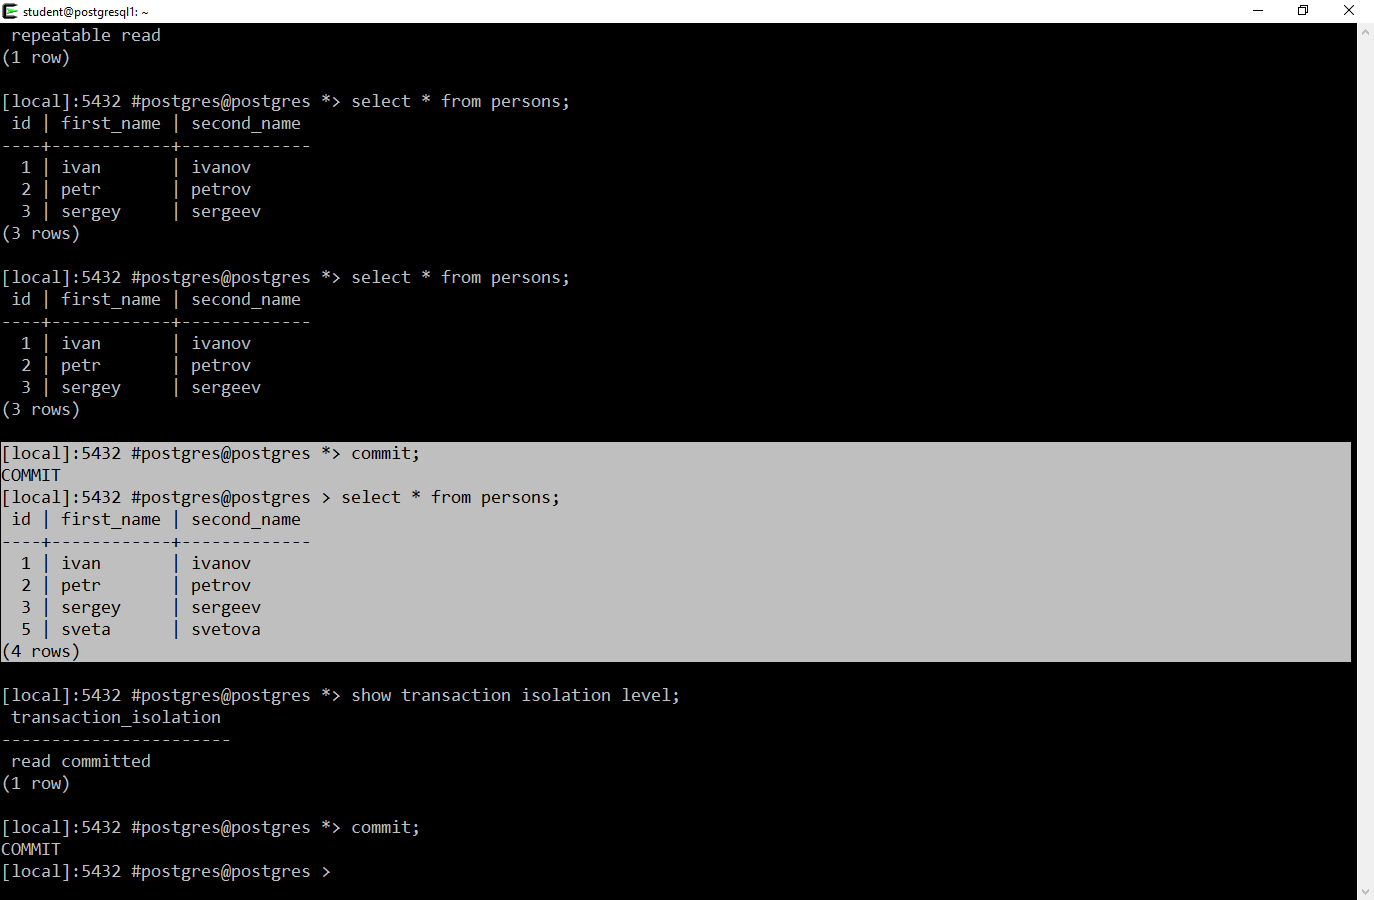 student@postgresql1: ~
 repeatable read
(1 row)

[local]:5432 #postgres@postgres *> select * from persons;
 id | first_name | second_name
----+------------+-------------
  1 | ivan       | ivanov
  2 | petr       | petrov
  3 | sergey     | sergeev
(3 rows)

[local]:5432 #postgres@postgres *> select * from persons;
 id | first_name | second_name
----+------------+-------------
  1 | ivan       | ivanov
  2 | petr       | petrov
  3 | sergey     | sergeev
(3 rows)

[local]:5432 #postgres@postgres *> commit;
COMMIT
[local]:5432 #postgres@postgres > select * from persons;
 id | first_name | second_name
----+------------+-------------
  1 | ivan       | ivanov
  2 | petr       | petrov
  3 | sergey     | sergeev
  5 | sveta      | svetova
(4 rows)

[local]:5432 #postgres@postgres *> show transaction isolation level;
 transaction_isolation
-----------------------
 read committed
(1 row)

[local]:5432 #postgres@postgres *> commit;
COMMIT
[local]:5432 #postgres@postgres >